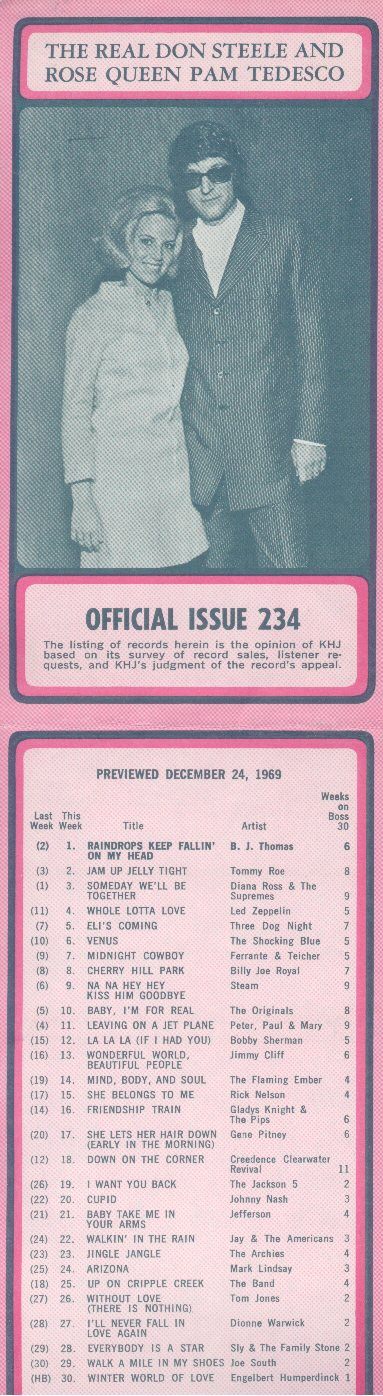 THE REAL DON STEELE AND
ROSE QUEEN PAM TEDESCO
OFFICIAL ISSUE 234
The listing of records herein is the opinion of KHJ
based on its survey of record sales, listener re-
quests, and KHJ's judgment of the record's appeal.
PREVIEWED DECEMBER 24, 1969
Last Week This Week Title Artist Weeks on Boss 30
(2) 1. RAINDROPS KEEP FALLIN' B. J. Thomas 6
ON MY HEAD
(3) 2. JAM UP JELLY TIGHT Tommy Roe 8
(1) 3. SOMEDAY WE'LL BE Diana Ross & The
TOGETHER Supremes 9
(11) 4. WHOLE LOTTA LOVE Led Zeppelin 5
(7) 5. ELI'S COMING Three Dog Night 7
(10) 6. VENUS The Shocking Blue 5
(9) 7. MIDNIGHT COWBOY Ferrante & Teicher 5
(8) 8. CHERRY HILL PARK Billy Joe Royal 7
(6) 9. NA NA HEY HEY Steam 9
KISS HIM GOODBYE
(5) 10. BABY, I'M FOR REAL The Originals 8
(4) 11. LEAVING ON A JET PLANE Peter, Paul & Mary 9
(15) 12. LA LA LA (IF I HAD YOU) Bobby Sherman 5
(16) 13. WONDERFUL WORLD, Jimmy Cliff 6
BEAUTIFUL PEOPLE
(19) 14. MIND, BODY, AND SOUL The Flaming Ember 4
(17) 15. SHE BELONGS TO ME Rick Nelson 4
(14) 16. FRIENDSHIP TRAIN Gladys Knight &
The Pips 6
(20) 17. SHE LETS HER HAIR DOWN Gene Pitney 6
(EARLY IN THE MORNING)
(12) 18. DOWN ON THE CORNER Creedence Clearwater
Revival 11
(26) 19. I WANT YOU BACK The Jackson 5 2
(22) 20. CUPID Johnny Nash 3
(21) 21. BABY TAKE ME IN Jefferson 4
YOUR ARMS
(24) 22. WALKIN' IN THE RAIN Jay & The Americans 3
(23) 23. JINGLE JANGLE The Archies 4
(25) 24. ARIZONA Mark Lindsay 3
(18) 25. UP ON CRIPPLE CREEK The Band 4
(27) 26. WITHOUT LOVE Tom Jones 2
(THERE IS NOTHING)
(28) 27. I'LL NEVER FALL IN Dionne Warwick 2
LOVE AGAIN
(29) 28. EVERYBODY IS A STAR Sly & The Family Stone 2
(30) 29. WALK A MILE IN MY SHOES Joe South 2
(HB) 30. WINTER WORLD OF LOVE Engelbert Humperdinck 1